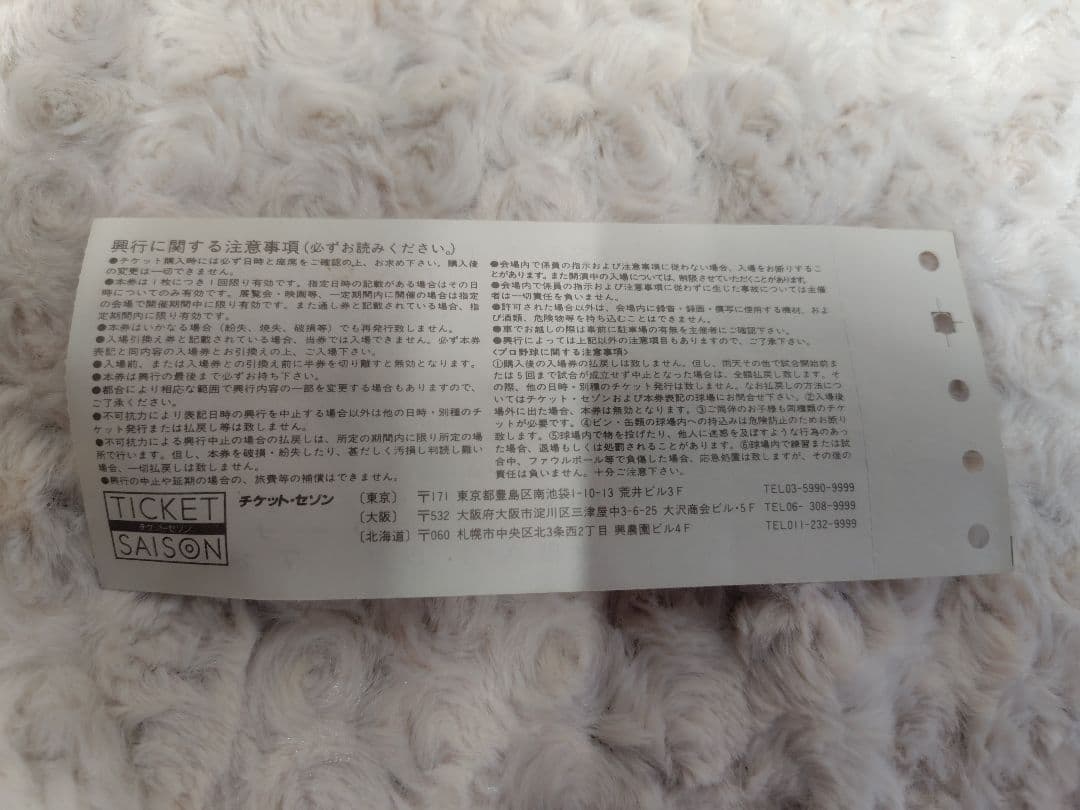 興行に関する注意事項(必ずお読みください。)
●チケット購入時には必ず日時と座席をご確認の上、お求め下さい。購入後
の変更は一切できません。
●本券は1枚につき1回限り有効です。指定日時の記載がある場合はその日
時についてのみ有効です。展覧会・映画等、一定期間内に開催の場合は指定
の会場で開催期間中に限り有効です。また通し券と記載されている場合、指
定期間内に限り有効です。
●本券はいかなる場合(紛失、焼失、破損等)でも再発行致しません。
●入場引換え券と記載されている場合、当券では入場できません。必ず本券
表記と同内容の入場券とお引換えの上、ご入場下さい。
●入場前、または入場券との引換え前に半券を切り離すと無効となります。
●本券は興行の最後まで必ずお持ち下さい。
●都合により相応な範囲で興行内容の一部を変更する場合もありますので、
ご了承ください。
●不可抗力により表記日時の興行を中止する場合以外は他の日時・別種のチ
ケット発行または払戻し等は致しません。
●不可抗力による興行中止の場合の払戻しは、所定の期間内に限り所定の場
所で行います。但し、本券を破損・紛失したり、甚だしく汚損し判読し難い
場合、一切払戻しは致しません。
●興行の中止や延期の場合の、旅費等の補償はできません。
●会場内で係員の指示および注意事項に従わない場合、入場をお断りするこ
とがあります。また開演中の入場については、制限させていただくことがあります。
●会場内で係員の指示および注意事項に従わずに生じた事故については主催
者は一切責任を負いません。
●許可された場合以外は、会場内に録音・録画・撮写に使用する機材、およ
び酒類、危険物等を持ち込むことはできません。
●車でお越しの際は事前に駐車場の有無を主催者にご確認下さい。
●興行によっては上記以外の注意項目もありますので、ご了承下さい。
〈プロ野球に関する注意事項〉
①購入後の入場券の払戻しは致しません。但し、雨天その他で試合開始前ま
たは5回まで試合が成立せず中止となった場合は、全額払戻し致します。そ
の際、他の日時・別種のチケット発行は致しません。なお払戻しの方法につ
いてはチケット・セゾンおよび本券表記の球場にお問合せ下さい。②入場後
場外に出た場合、本券は無効となります。③ご同伴のお子様も同種類のチケ
ットが必要です。④ビン・缶類の球場内への持込みは危険防止のためお断り
致します。⑤球場内で物を投げたり、他人に迷惑を及ぼすような行為のあっ
た場合、退場もしくは処罰されることがあります。⑥球場内で練習または試
合中、ファウルボール等で負傷した場合、応急処置は致しますが、その後の
責任は負いません。十分ご注意下さい。
TICKET
チケット・セゾン
SAISON
チケット・セゾン
〔東京〕 〒171 東京都豊島区南池袋1-10-13 荒井ビル3F TEL03-5990-9999
〔大阪〕 〒532 大阪府大阪市淀川区三津屋中3-6-25 大沢商会ビル・5F TEL06- 308-9999
〔北海道〕 〒060 札幌市中央区北3条西2丁目 興農園ビル4F TEL011-232-9999